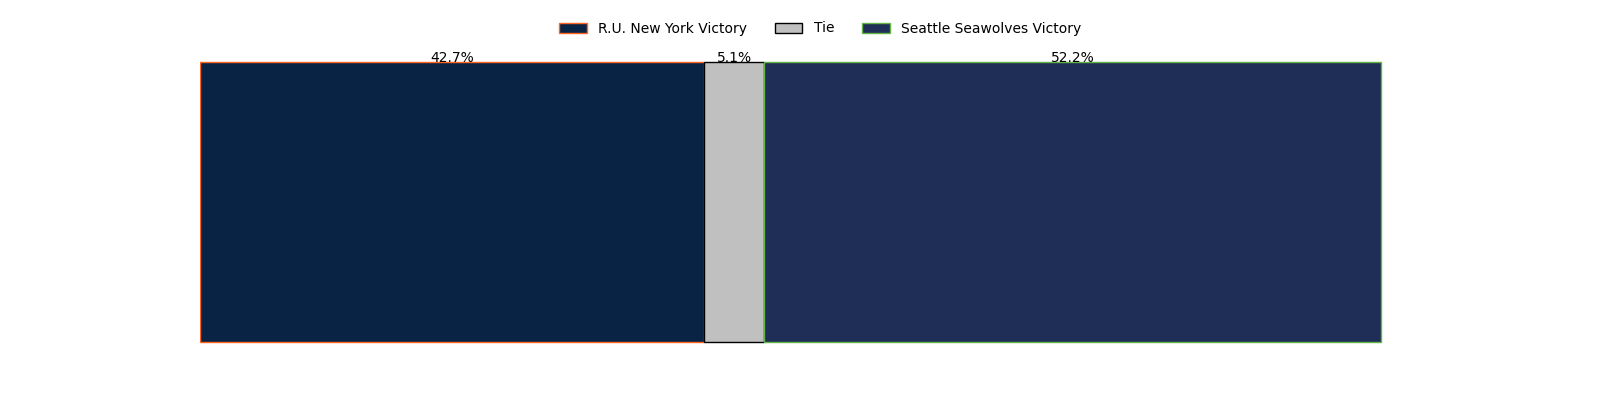 R.U. New York Victory Tie Seattle Seawolves Victory
42.7% 5.1% 52.2%